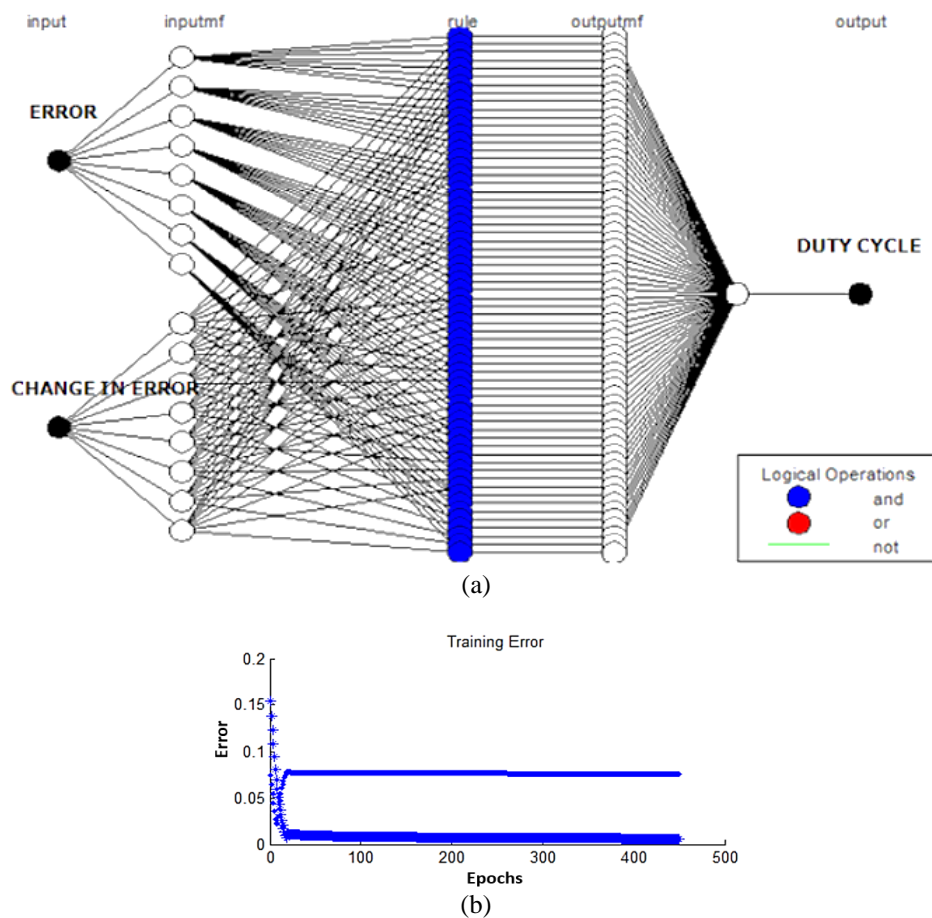 input inputmf rule outputmf output
ERROR
DUTY CYCLE
CHANGE IN ERROR
Logical Operations
and
or
not
(a)
Training Error
0.2
0.15
0.1
0.05
0
Error
0 100 200 300 400 500
Epochs
(b)